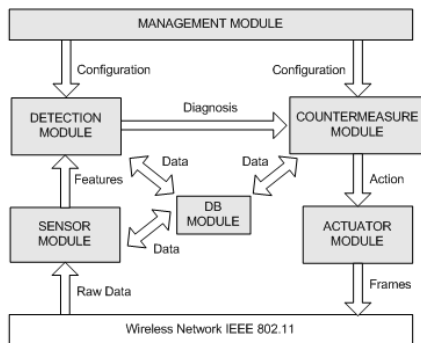 MANAGEMENT MODULE
Configuration
Configuration
DETECTION
MODULE
Diagnosis
COUNTERMEASURE
MODULE
Data
Data
Features
Action
DB
MODULE
SENSOR
MODULE
Data
ACTUATOR
MODULE
Raw Data
Frames
Wireless Network IEEE 802.11